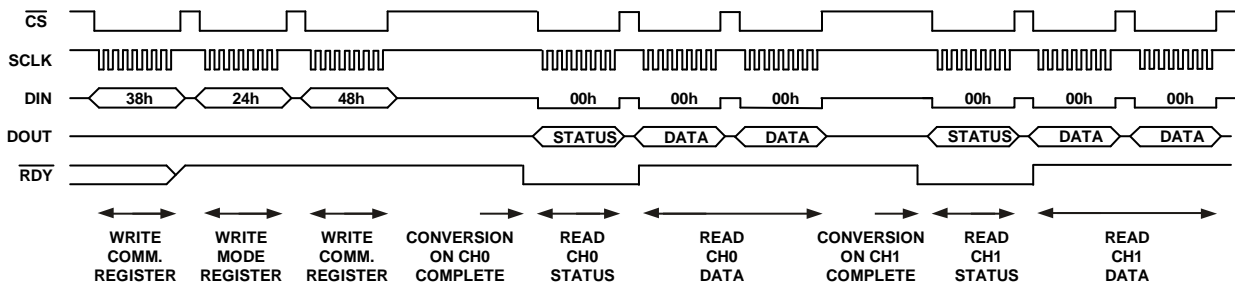 CS
SCLK
DIN 38h 24h 48h 00h 00h 00h 00h 00h 00h
DOUT STATUS DATA DATA STATUS DATA DATA
RDY
WRITE COMM. REGISTER
WRITE MODE REGISTER
WRITE COMM. REGISTER
CONVERSION ON CH0 COMPLETE
READ CH0 STATUS
READ CH0 DATA
CONVERSION ON CH1 COMPLETE
READ CH1 STATUS
READ CH1 DATA